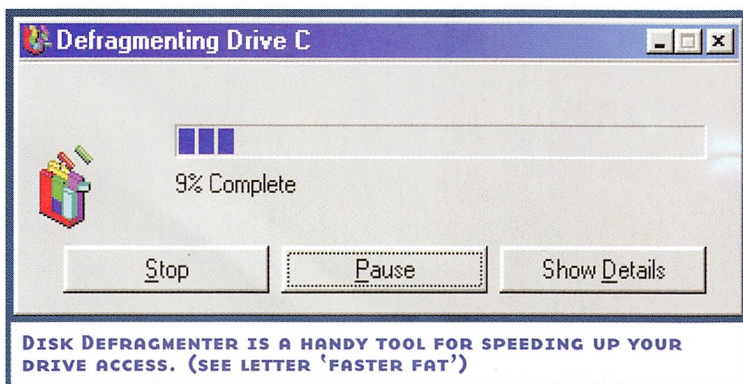 Defragmenting Drive C
9% Complete
Stop Pause Show Details
DISK DEFRAGMENTER IS A HANDY TOOL FOR SPEEDING UP YOUR
DRIVE ACCESS. (SEE LETTER ‘FASTER FAT’)